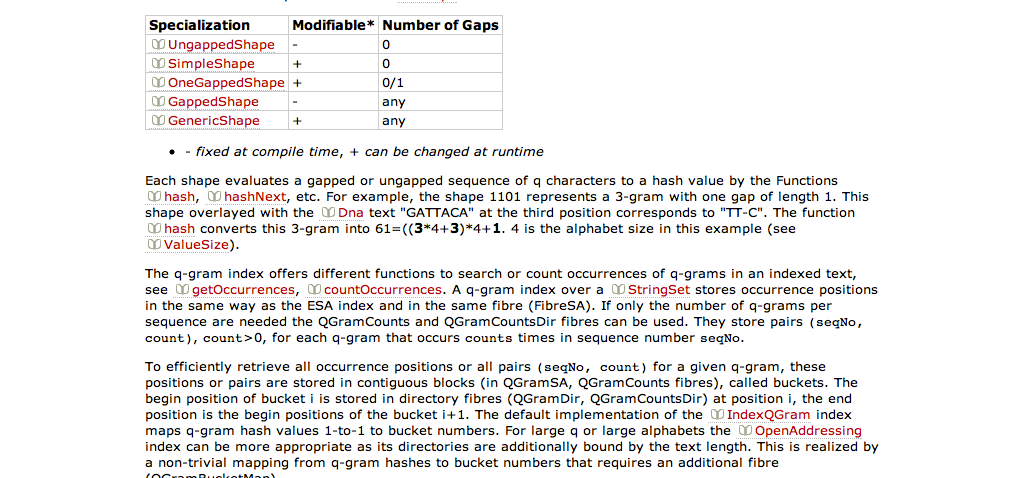 Specialization Modifiable* Number of Gaps
UngappedShape - 0
SimpleShape + 0
OneGappedShape + 0/1
GappedShape - any
GenericShape + any
• - fixed at compile time, + can be changed at runtime
Each shape evaluates a gapped or ungapped sequence of q characters to a hash value by the Functions
hash, hashNext, etc. For example, the shape 1101 represents a 3-gram with one gap of length 1. This
shape overlayed with the Dna text "GATTACA" at the third position corresponds to "TT-C". The function
hash converts this 3-gram into 61=((3*4+3)*4+1. 4 is the alphabet size in this example (see
ValueSize).
The q-gram index offers different functions to search or count occurrences of q-grams in an indexed text,
see getOccurrences, countOccurrences. A q-gram index over a StringSet stores occurrence positions
in the same way as the ESA index and in the same fibre (FibreSA). If only the number of q-grams per
sequence are needed the QGramCounts and QGramCountsDir fibres can be used. They store pairs (seqNo,
count), count>0, for each q-gram that occurs counts times in sequence number seqNo.
To efficiently retrieve all occurrence positions or all pairs (seqNo, count) for a given q-gram, these
positions or pairs are stored in contiguous blocks (in QGramSA, QGramCounts fibres), called buckets. The
begin position of bucket i is stored in directory fibres (QGramDir, QGramCountsDir) at position i, the end
position is the begin positions of the bucket i+1. The default implementation of the IndexQGram index
maps q-gram hash values 1-to-1 to bucket numbers. For large q or large alphabets the OpenAddressing
index can be more appropriate as its directories are additionally bound by the text length. This is realized by
a non-trivial mapping from q-gram hashes to bucket numbers that requires an additional fibre
(QGramBucketMap).